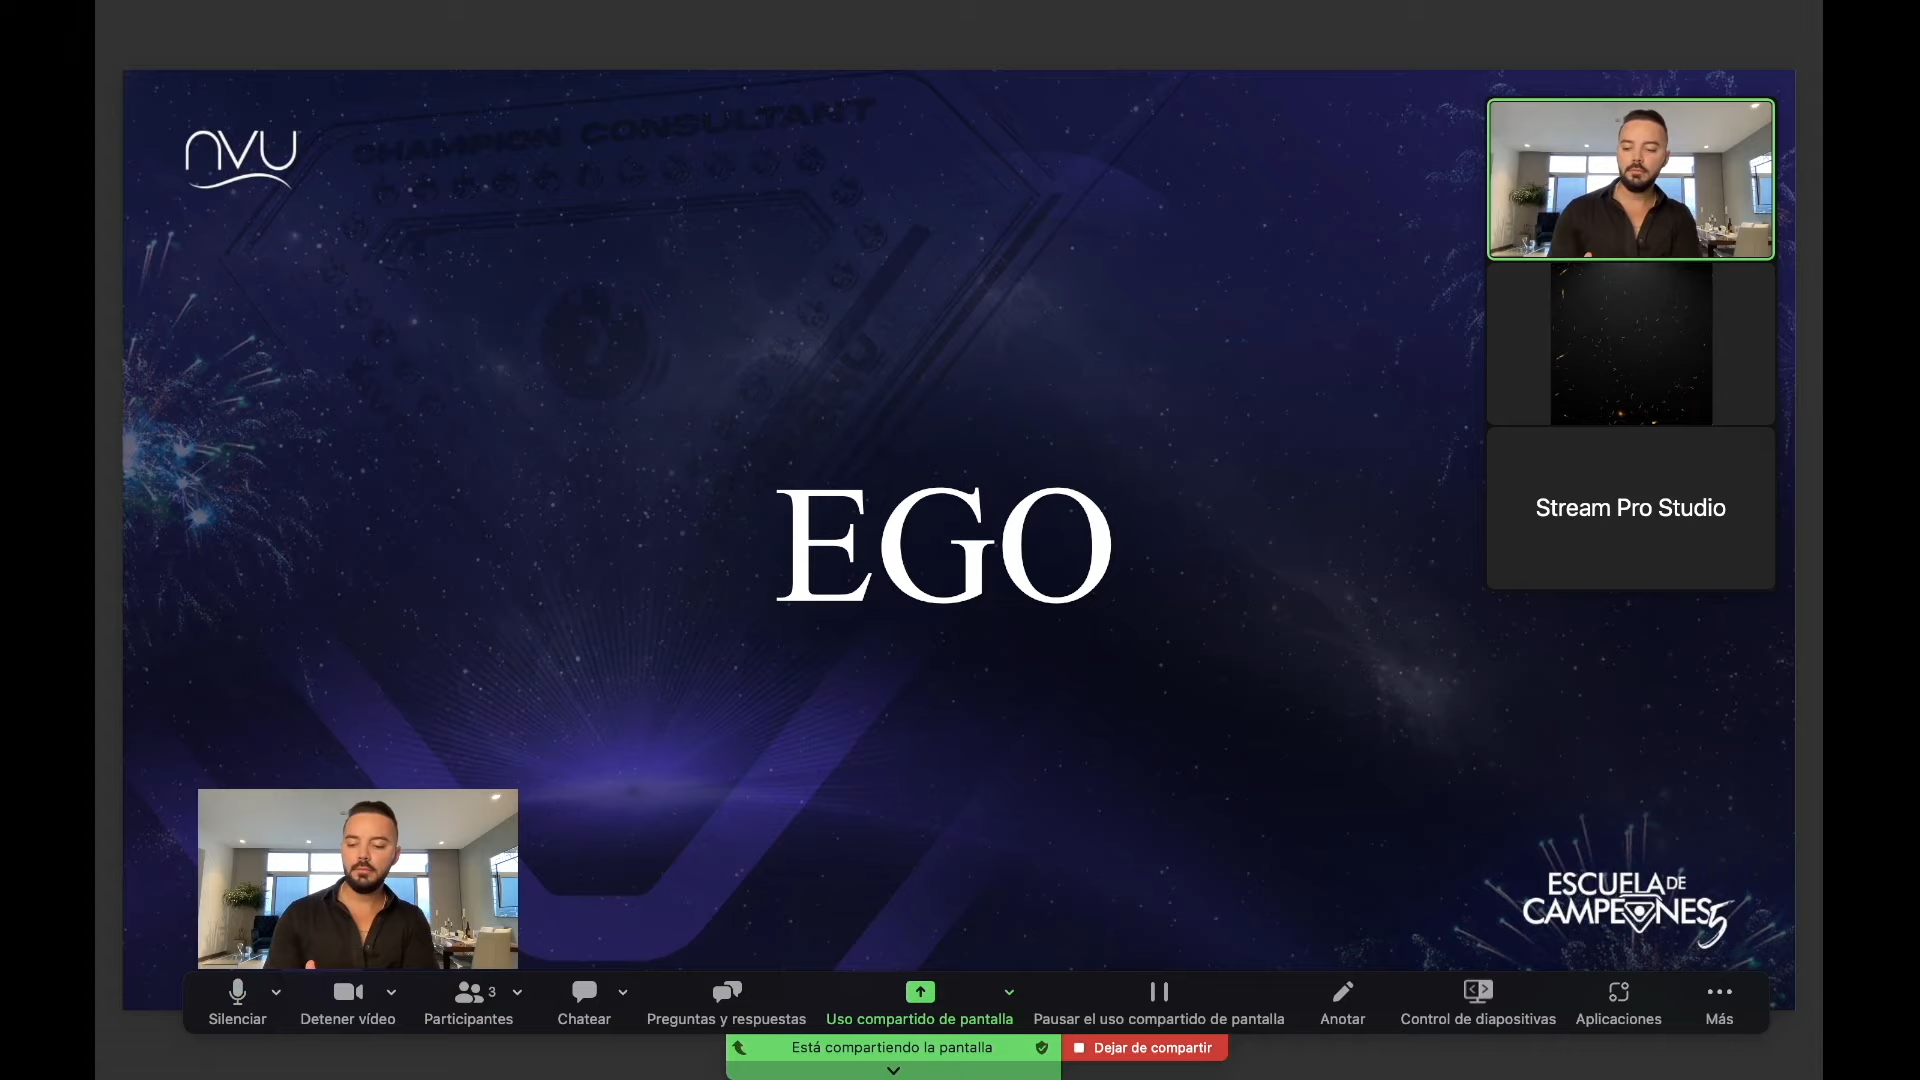 nvu
CHAMPION CONSULTANT
EGO
Stream Pro Studio
ESCUELA DE
CAMPEONES 5
Silenciar
Detener vídeo
3
Participantes
Chatear
Preguntas y respuestas
Uso compartido de pantalla
Pausar el uso compartido de pantalla
Anotar
Control de diapositivas
Aplicaciones
Más
Está compartiendo la pantalla
Dejar de compartir